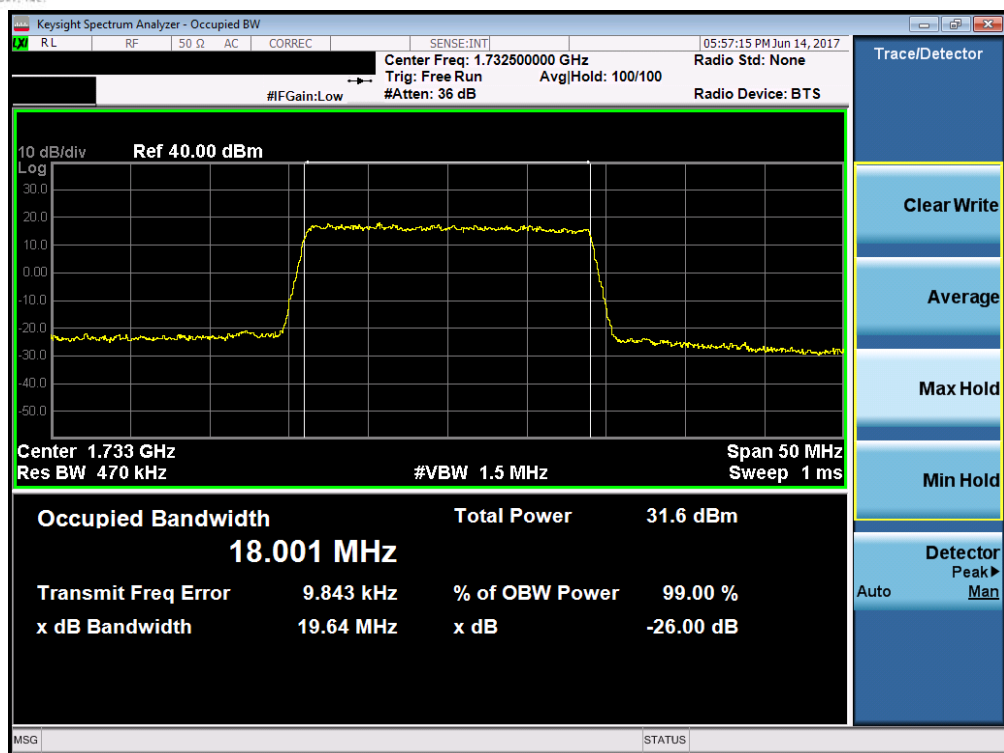 Keysight Spectrum Analyzer - Occupied BW
LXI RL RF 50 Ω AC CORREC SENSE:INT 05:57:15 PM Jun 14, 2017
Center Freq: 1.732500000 GHz Radio Std: None
Trig: Free Run Avg|Hold: 100/100
#IFGain:Low #Atten: 36 dB Radio Device: BTS
Trace/Detector
10 dB/div Ref 40.00 dBm
Log
30.0
20.0
10.0
0.00
-10.0
-20.0
-30.0
-40.0
-50.0
Center 1.733 GHz Span 50 MHz
Res BW 470 kHz #VBW 1.5 MHz Sweep 1 ms
Occupied Bandwidth Total Power 31.6 dBm
18.001 MHz
Transmit Freq Error 9.843 kHz % of OBW Power 99.00 %
x dB Bandwidth 19.64 MHz x dB -26.00 dB
Clear Write
Average
Max Hold
Min Hold
Detector
Peak▶
Auto Man
MSG STATUS